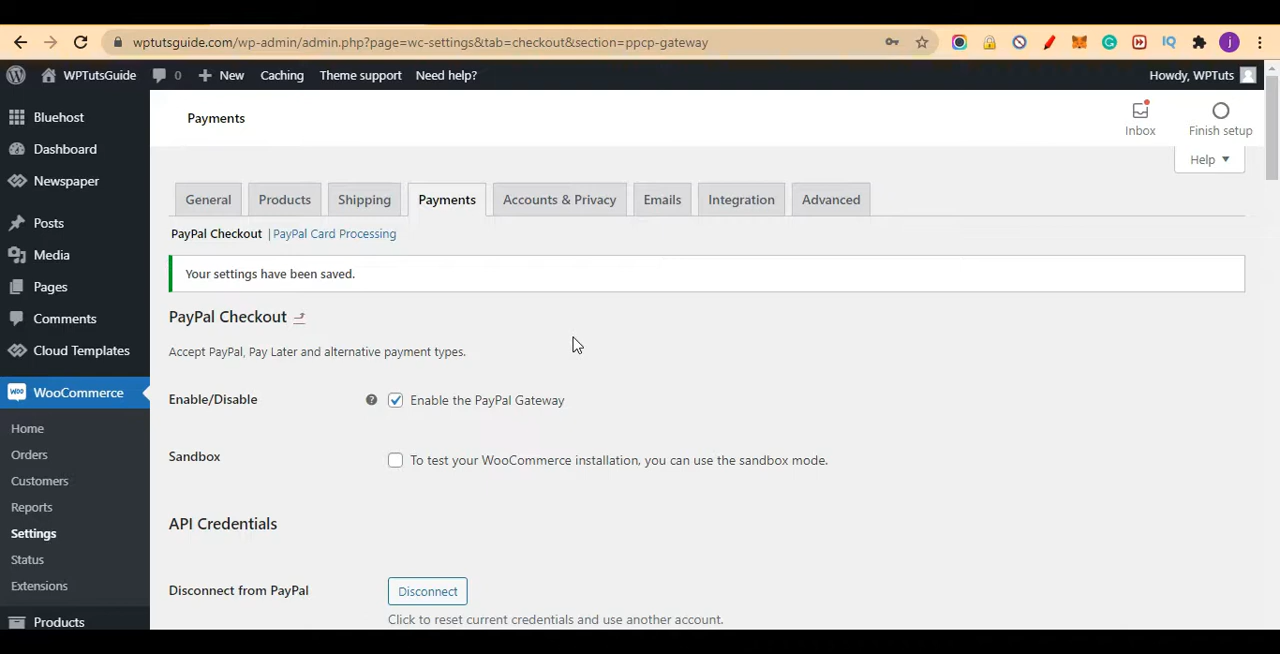 wptutsguide.com/wp-admin/admin.php?page=wc-settings&tab=checkout&section=ppcp-gateway
WPTutsGuide 0 New Caching Theme support Need help? Howdy, WPTuts
Bluehost
Dashboard
Newspaper
Posts
Media
Pages
Comments
Cloud Templates
WooCommerce
Home
Orders
Customers
Reports
Settings
Status
Extensions
Products
Payments
Inbox
Finish setup
Help
General Products Shipping Payments Accounts & Privacy Emails Integration Advanced
PayPal Checkout | PayPal Card Processing
Your settings have been saved.
PayPal Checkout
Accept PayPal, Pay Later and alternative payment types.
Enable/Disable Enable the PayPal Gateway
Sandbox To test your WooCommerce installation, you can use the sandbox mode.
API Credentials
Disconnect from PayPal Disconnect
Click to reset current credentials and use another account.